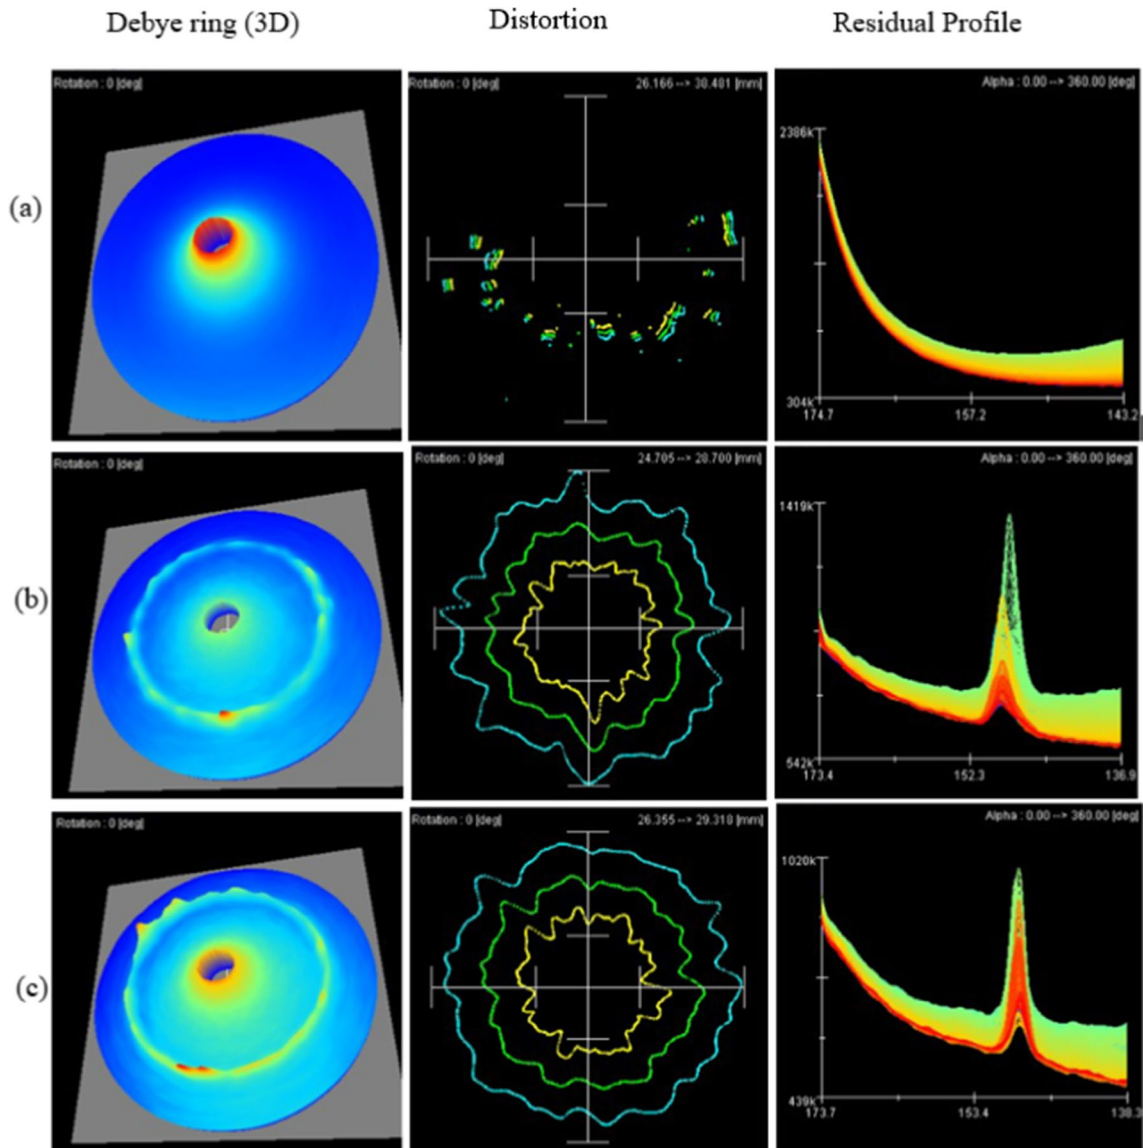 Debye ring (3D) Distortion Residual Profile
(a)
Rotation : 0 [deg]
Rotation : 0 [deg] 26.166 --> 30.401 [mm]
Alpha : 0.00 --> 360.00 [deg]
2386k
304k
174.7 157.2 143.2
(b)
Rotation : 0 [deg]
Rotation : 0 [deg] 24.705 --> 28.700 [mm]
Alpha : 0.00 --> 360.00 [deg]
1419k
542k
173.4 152.3 136.9
(c)
Rotation : 0 [deg]
Rotation : 0 [deg] 26.355 --> 29.310 [mm]
Alpha : 0.00 --> 360.00 [deg]
1020k
439k
173.7 153.4 138.3